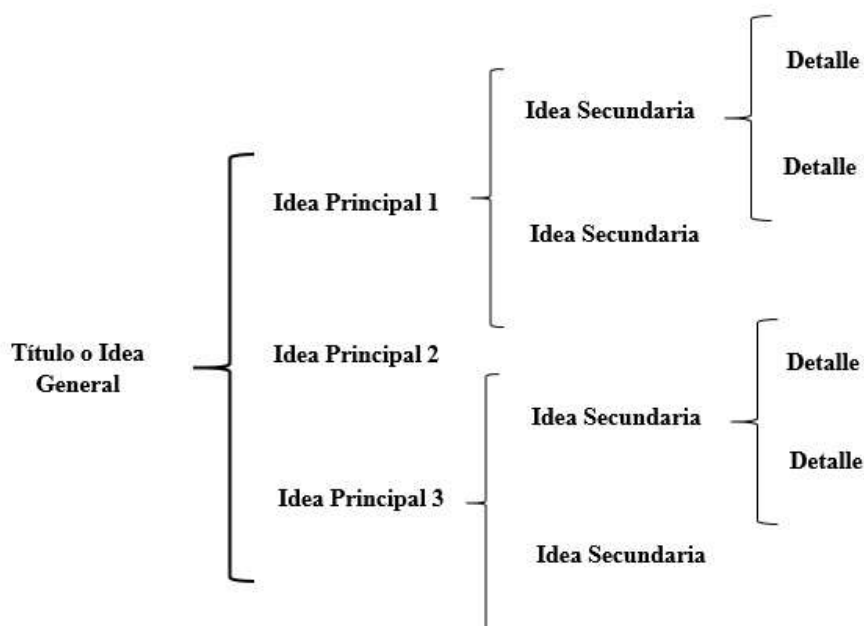 Detalle
Idea Secundaria
Detalle
Idea Principal 1
Idea Secundaria
Título o Idea
General
Idea Principal 2
Detalle
Idea Secundaria
Detalle
Idea Principal 3
Idea Secundaria